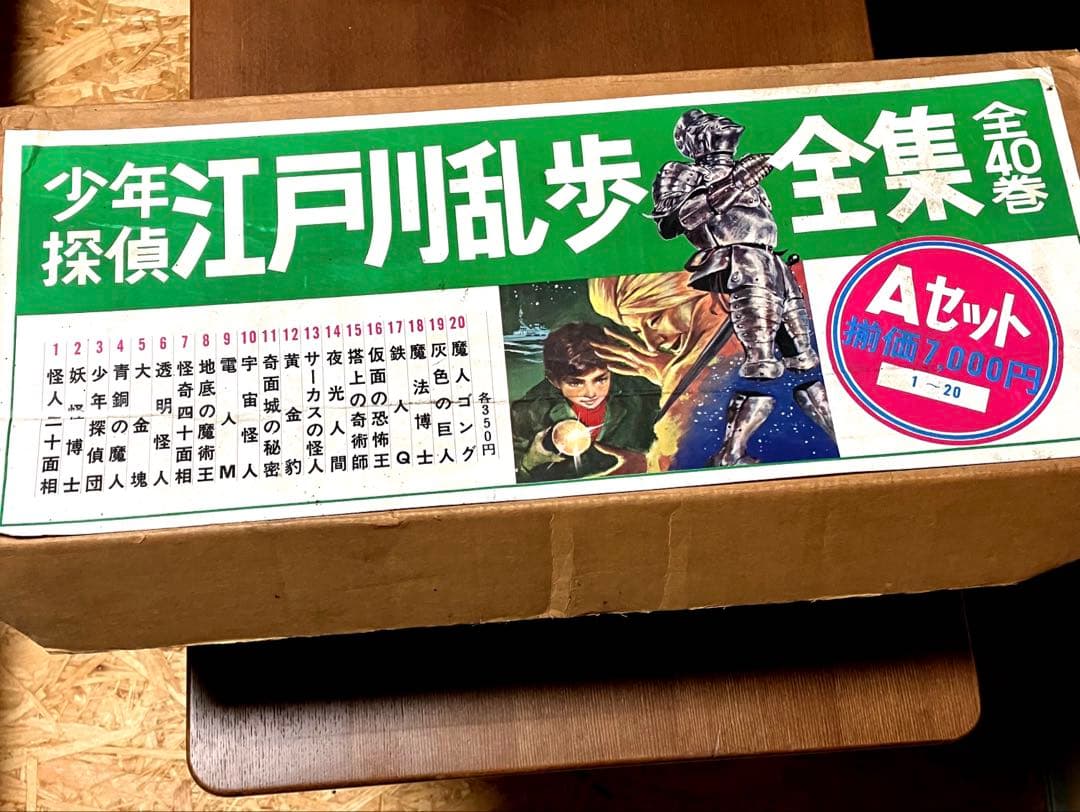 少年探偵 江戸川乱歩全集 全40巻
1 怪人二十面相
2 妖怪博士
3 少年探偵団
4 青銅の魔人
5 大金塊
6 透明怪人
7 怪奇四十面相
8 地底の魔術王
9 電人M
10 宇宙怪人
11 奇面城の秘密
12 黄金豹
13 サーカスの怪人
14 夜光人間
15 搭上の奇術師
16 仮面の恐怖王
17 鉄人Q
18 魔法博士
19 灰色の巨人
20 魔人ゴング
各350円
Aセット
揃価7,000円
1〜20